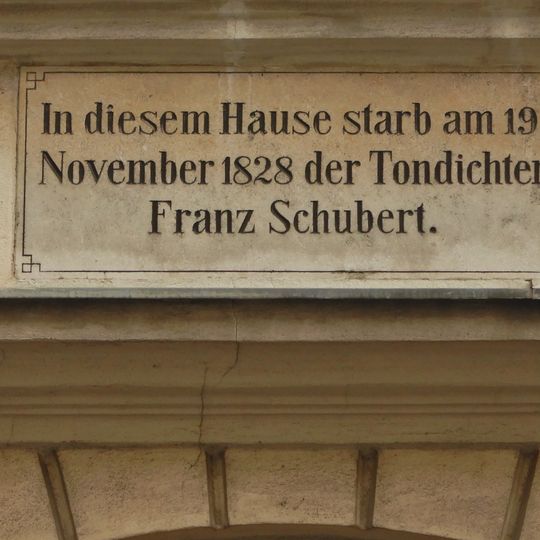 In diesem Hause starb am 19
November 1828 der Tondichter
Franz Schubert.